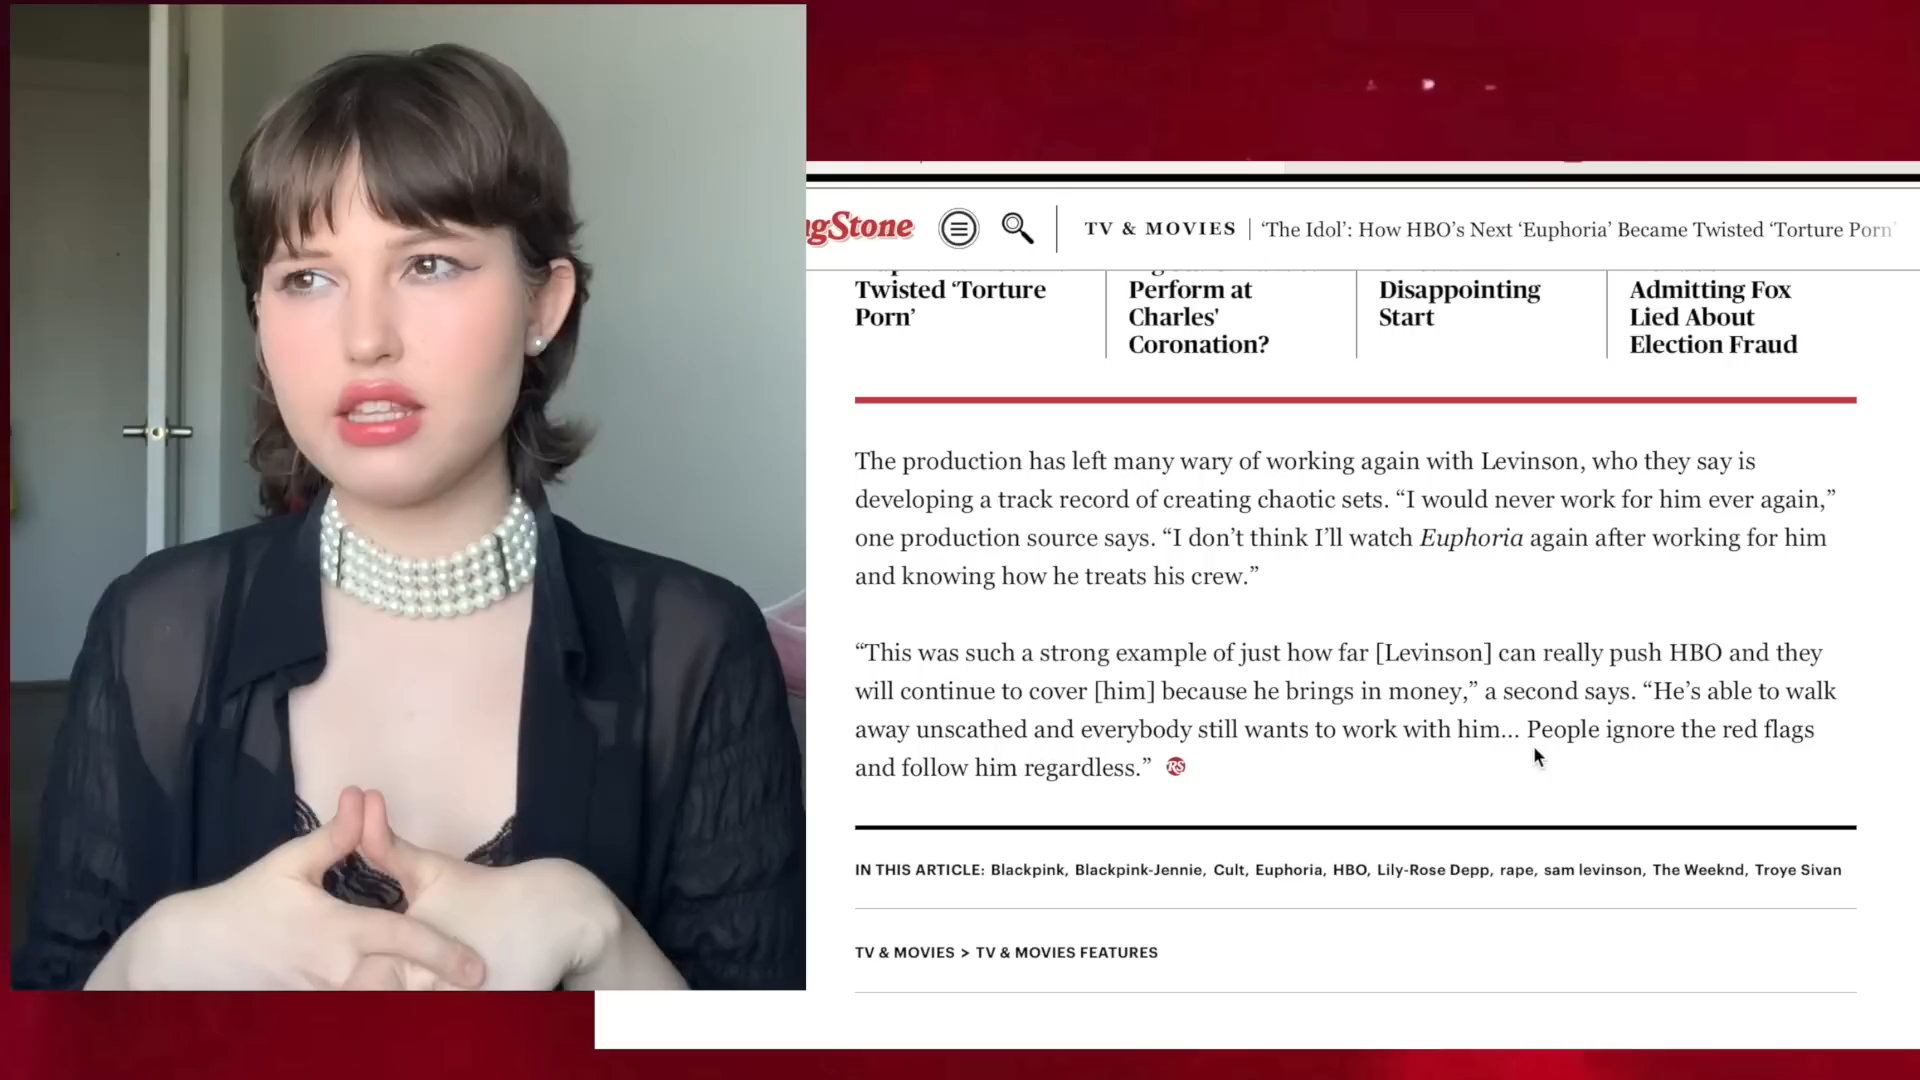 ngStone
TV & MOVIES | 'The Idol': How HBO's Next 'Euphoria' Became Twisted 'Torture Porn'
Twisted 'Torture
Porn'
Perform at
Charles'
Coronation?
Disappointing
Start
Admitting Fox
Lied About
Election Fraud
The production has left many wary of working again with Levinson, who they say is
developing a track record of creating chaotic sets. “I would never work for him ever again,”
one production source says. “I don’t think I’ll watch Euphoria again after working for him
and knowing how he treats his crew.”
“This was such a strong example of just how far [Levinson] can really push HBO and they
will continue to cover [him] because he brings in money,” a second says. “He’s able to walk
away unscathed and everybody still wants to work with him... People ignore the red flags
and follow him regardless.” RS
IN THIS ARTICLE: Blackpink, Blackpink-Jennie, Cult, Euphoria, HBO, Lily-Rose Depp, rape, sam levinson, The Weeknd, Troye Sivan
TV & MOVIES > TV & MOVIES FEATURES